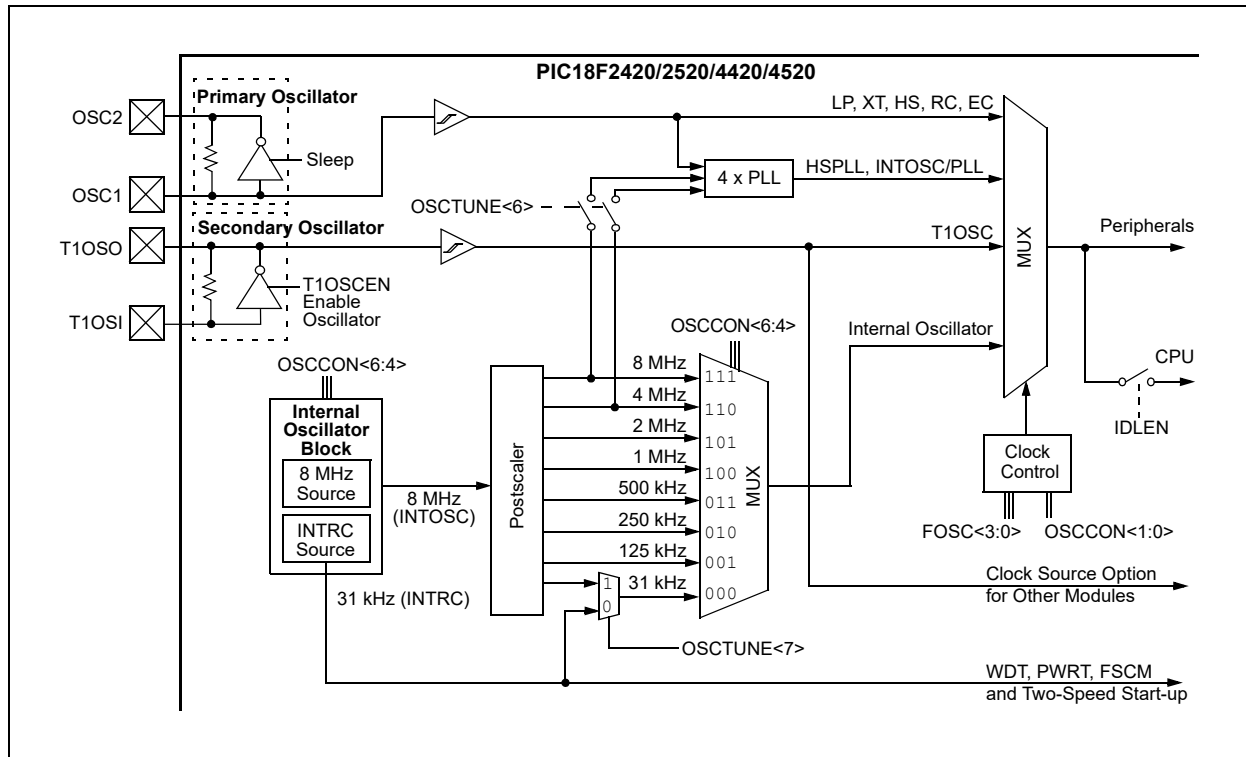 PIC18F2420/2520/4420/4520
Primary Oscillator
OSC2
Sleep
OSC1
LP, XT, HS, RC, EC
4 x PLL
HSPLL, INTOSC/PLL
OSCTUNE<6>
Secondary Oscillator
T1OSO
T1OSCEN
Enable
Oscillator
T1OSI
T1OSC
MUX
Peripherals
Internal Oscillator
CPU
IDLEN
Clock
Control
FOSC<3:0>
OSCCON<1:0>
OSCCON<6:4>
Internal
Oscillator
Block
8 MHz
Source
INTRC
Source
8 MHz
(INTOSC)
31 kHz (INTRC)
Postscaler
OSCCON<6:4>
8 MHz
111
4 MHz
110
2 MHz
101
1 MHz
100
500 kHz
011
250 kHz
010
125 kHz
001
1
0
31 kHz
000
MUX
OSCTUNE<7>
Clock Source Option
for Other Modules
WDT, PWRT, FSCM
and Two-Speed Start-up